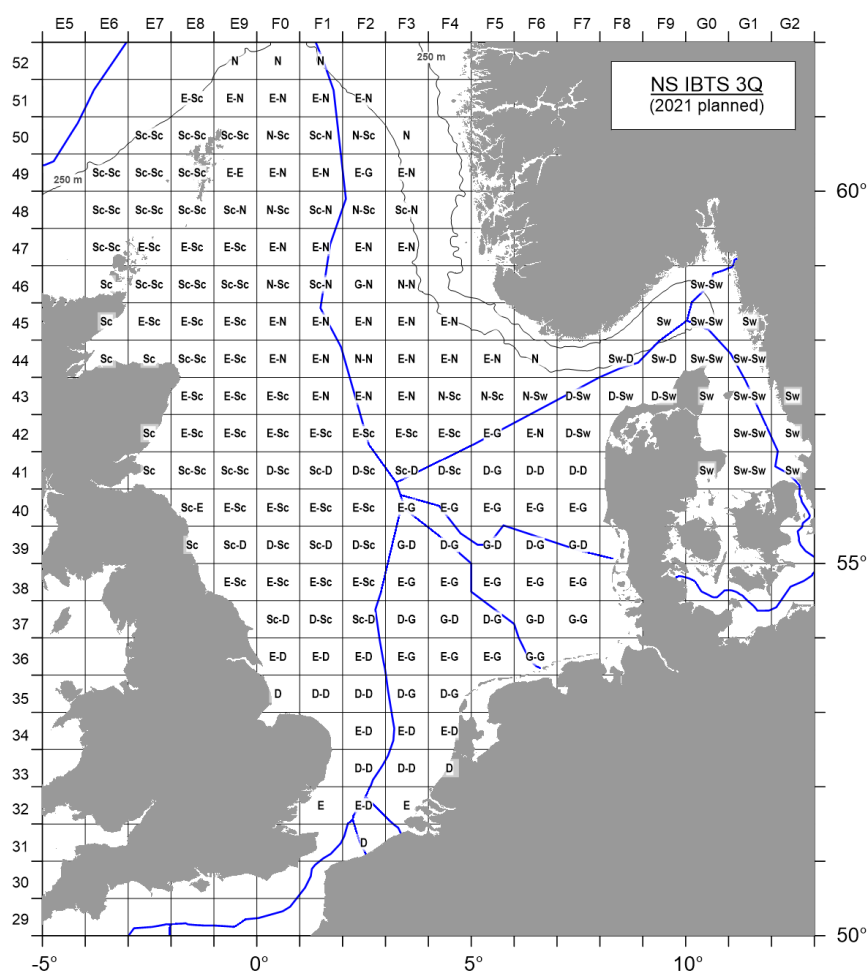 E5 E6 E7 E8 E9 F0 F1 F2 F3 F4 F5 F6 F7 F8 F9 G0 G1 G2
52 N N N 250 m
NS IBTS 3Q
(2021 planned)
51 E-Sc E-N E-N E-N E-N
50 Sc-Sc Sc-Sc Sc-Sc N-Sc Sc-N N-Sc N
49 Sc-Sc Sc-Sc Sc-Sc E-E E-N E-N E-G E-N
250 m
60°
48 Sc-Sc Sc-Sc Sc-Sc Sc-N N-Sc Sc-N N-Sc Sc-N
47 Sc-Sc E-Sc E-Sc E-Sc E-N E-N E-N E-N
46 Sc Sc-Sc Sc-Sc Sc-Sc N-Sc Sc-N G-N N-N Sw-Sw
45 Sc E-Sc E-Sc E-Sc E-N E-N E-N E-N E-N Sw Sw-Sw Sw
44 Sc Sc Sc-Sc E-Sc E-N E-N N-N E-N E-N E-N N Sw-D Sw-D Sw-Sw Sw-Sw
43 E-Sc E-Sc E-N E-N E-N E-N N-Sc N-Sc N-Sw D-Sw D-Sw D-Sw Sw Sw-Sw Sw
42 Sc E-Sc E-Sc E-Sc E-Sc E-Sc E-Sc E-Sc E-G E-N D-Sw Sw-Sw Sw
41 Sc Sc-Sc Sc-Sc D-Sc Sc-D D-Sc Sc-D D-Sc D-G D-D D-D Sw Sw-Sw Sw
40 Sc-E E-Sc E-Sc E-Sc E-Sc E-G E-G E-G E-G E-G
39 Sc Sc-D D-Sc Sc-D D-Sc G-D D-G G-D D-G G-D
55°
38 E-Sc E-Sc E-Sc E-Sc E-G E-G E-G E-G E-G
37 Sc-D D-Sc Sc-D D-G G-D D-G G-D G-G
36 E-D E-D E-D E-G E-G E-G G-G
35 D D-D D-D D-G D-G
34 E-D E-D E-D
33 D-D D-D D
32 E E-D E
31 D
30
29
50°
-5° 0° 5° 10°